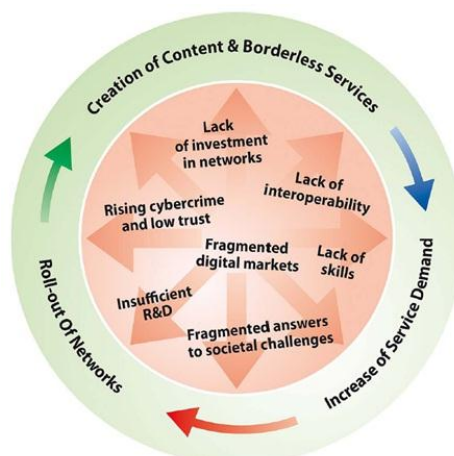 Creation of Content & Borderless Services
Lack
of investment
in networks
Lack of
interoperability
Rising cybercrime
and low trust
Fragmented
digital markets
Lack of
skills
Insufficient
R&D
Fragmented answers
to societal challenges
Roll-out Of Networks
Increase of Service Demand